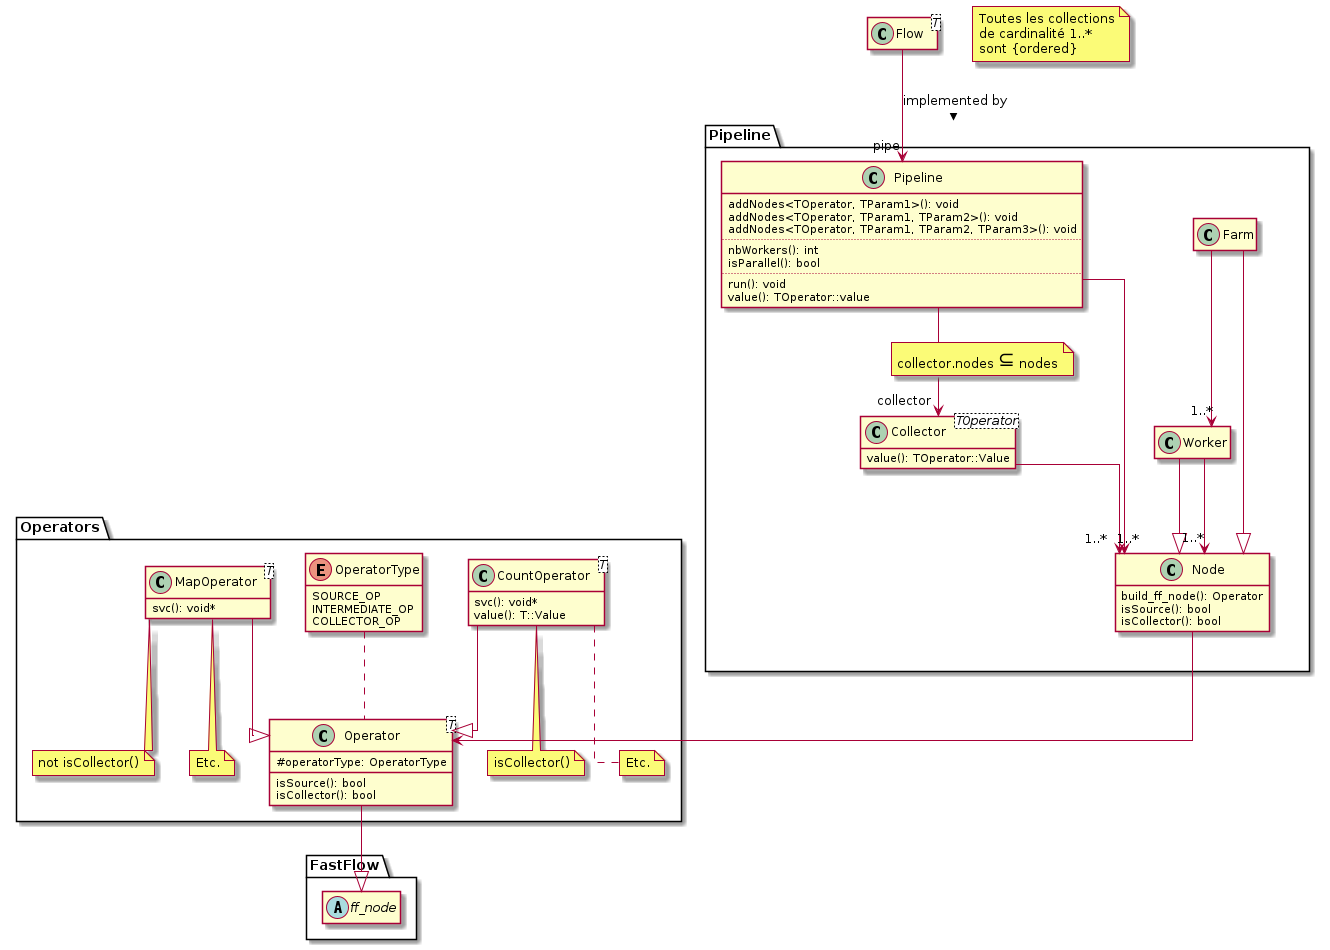 C Flow T
Toutes les collections
de cardinalité 1..*
sont {ordered}
implemented by
▼
pipe
Pipeline
C Pipeline
addNodes<TOperator, TParam1>(): void
addNodes<TOperator, TParam1, TParam2>(): void
addNodes<TOperator, TParam1, TParam2, TParam3>(): void
nbWorkers(): int
isParallel(): bool
run(): void
value(): TOperator::value
C Farm
collector.nodes ⊆ nodes
collector
1..*
C Collector TOperator
value(): TOperator::Value
C Worker
1..*
1..*
1..*
C Node
build_ff_node(): Operator
isSource(): bool
isCollector(): bool
Operators
C MapOperator T
svc(): void*
E OperatorType
SOURCE_OP
INTERMEDIATE_OP
COLLECTOR_OP
C CountOperator T
svc(): void*
value(): T::Value
not isCollector()
Etc.
C Operator T
#operatorType: OperatorType
isSource(): bool
isCollector(): bool
isCollector()
Etc.
FastFlow
A ff_node